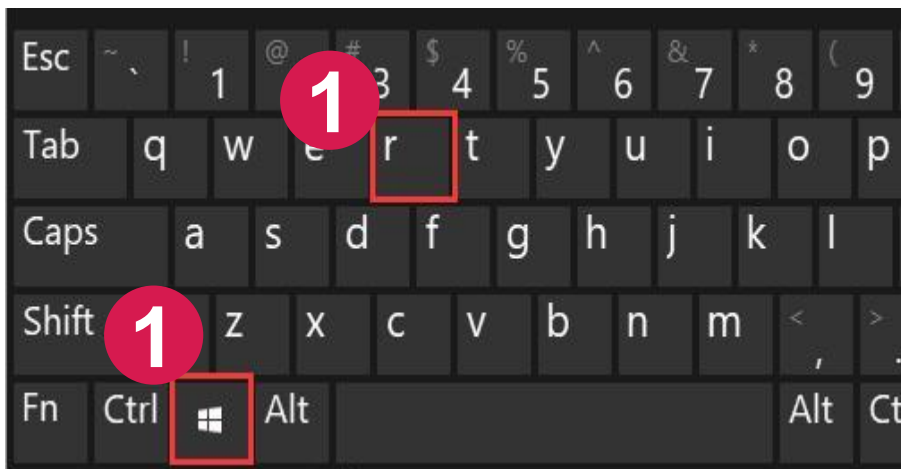 Esc ~ ` ! 1 @ # 3 $ 4 % 5 ^ 6 & 7 * 8 ( 9
1
Tab q w e r t y u i o p
Caps a s d f g h j k l
Shift z x c v b n m < , > .
1
Fn Ctrl Alt Alt Ct